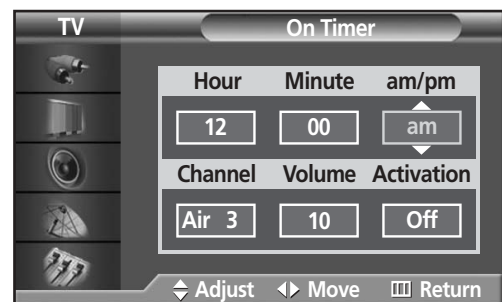 TV On Timer
Hour Minute am/pm
12 00 am
Channel Volume Activation
Air 3 10 Off
Adjust Move Return